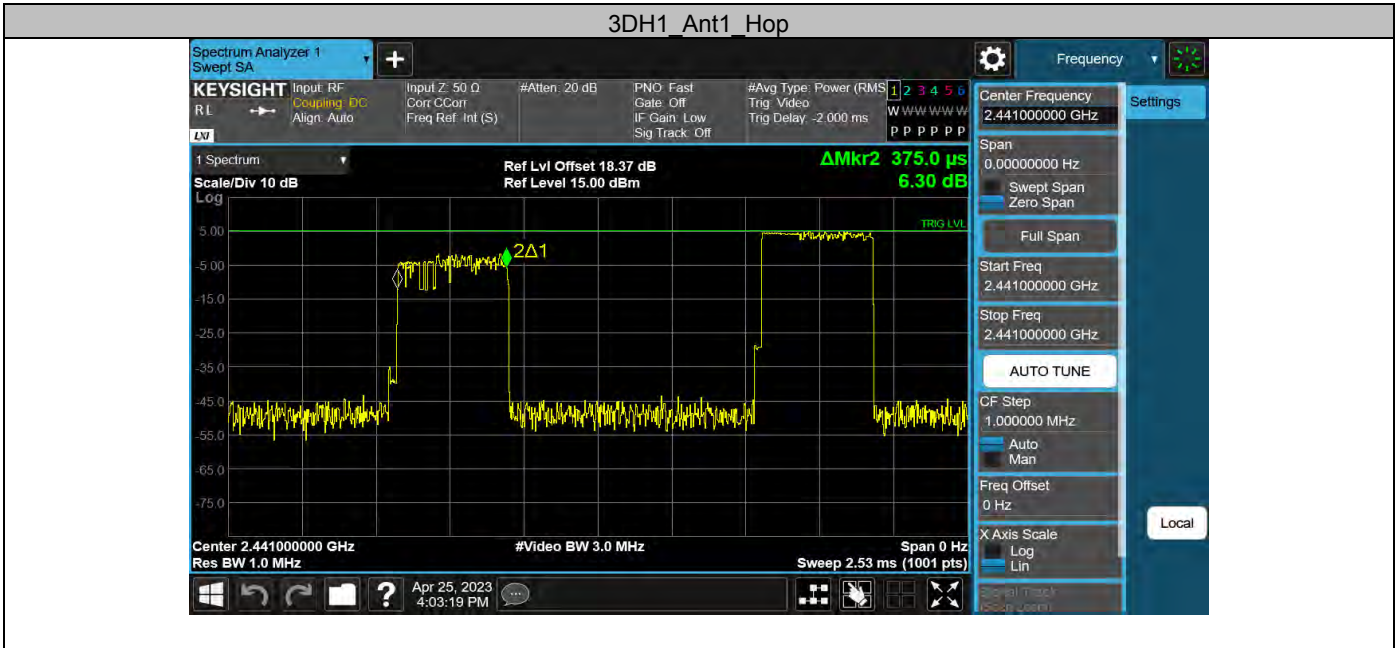 3DH1_Ant1_Hop
Spectrum Analyzer 1
Swept SA
Frequency
KEYSIGHT
RL
LXI
Input: RF
Coupling: DC
Align: Auto
Input Z: 50 Ω
Corr CCorr
Freq Ref: Int (S)
#Atten: 20 dB
PNO: Fast
Gate: Off
IF Gain: Low
Sig Track: Off
#Avg Type: Power (RMS
Trig: Video
Trig Delay: -2.000 ms
1 2 3 4 5 6
W W W W W W
P P P P P P
Center Frequency
2.441000000 GHz
Settings
1 Spectrum
Scale/Div 10 dB
Ref Lvl Offset 18.37 dB
Ref Level 15.00 dBm
ΔMkr2 375.0 µs
6.30 dB
Span
0.00000000 Hz
Swept Span
Zero Span
Full Span
Start Freq
2.441000000 GHz
Stop Freq
2.441000000 GHz
AUTO TUNE
CF Step
1.000000 MHz
Auto
Man
Freq Offset
0 Hz
X Axis Scale
Log
Lin
Local
Log
5.00
-5.00
-15.0
-25.0
-35.0
-45.0
-55.0
-65.0
-75.0
TRIG LVL
2Δ1
Center 2.441000000 GHz
Res BW 1.0 MHz
#Video BW 3.0 MHz
Span 0 Hz
Sweep 2.53 ms (1001 pts)
?
Apr 25, 2023
4:03:19 PM